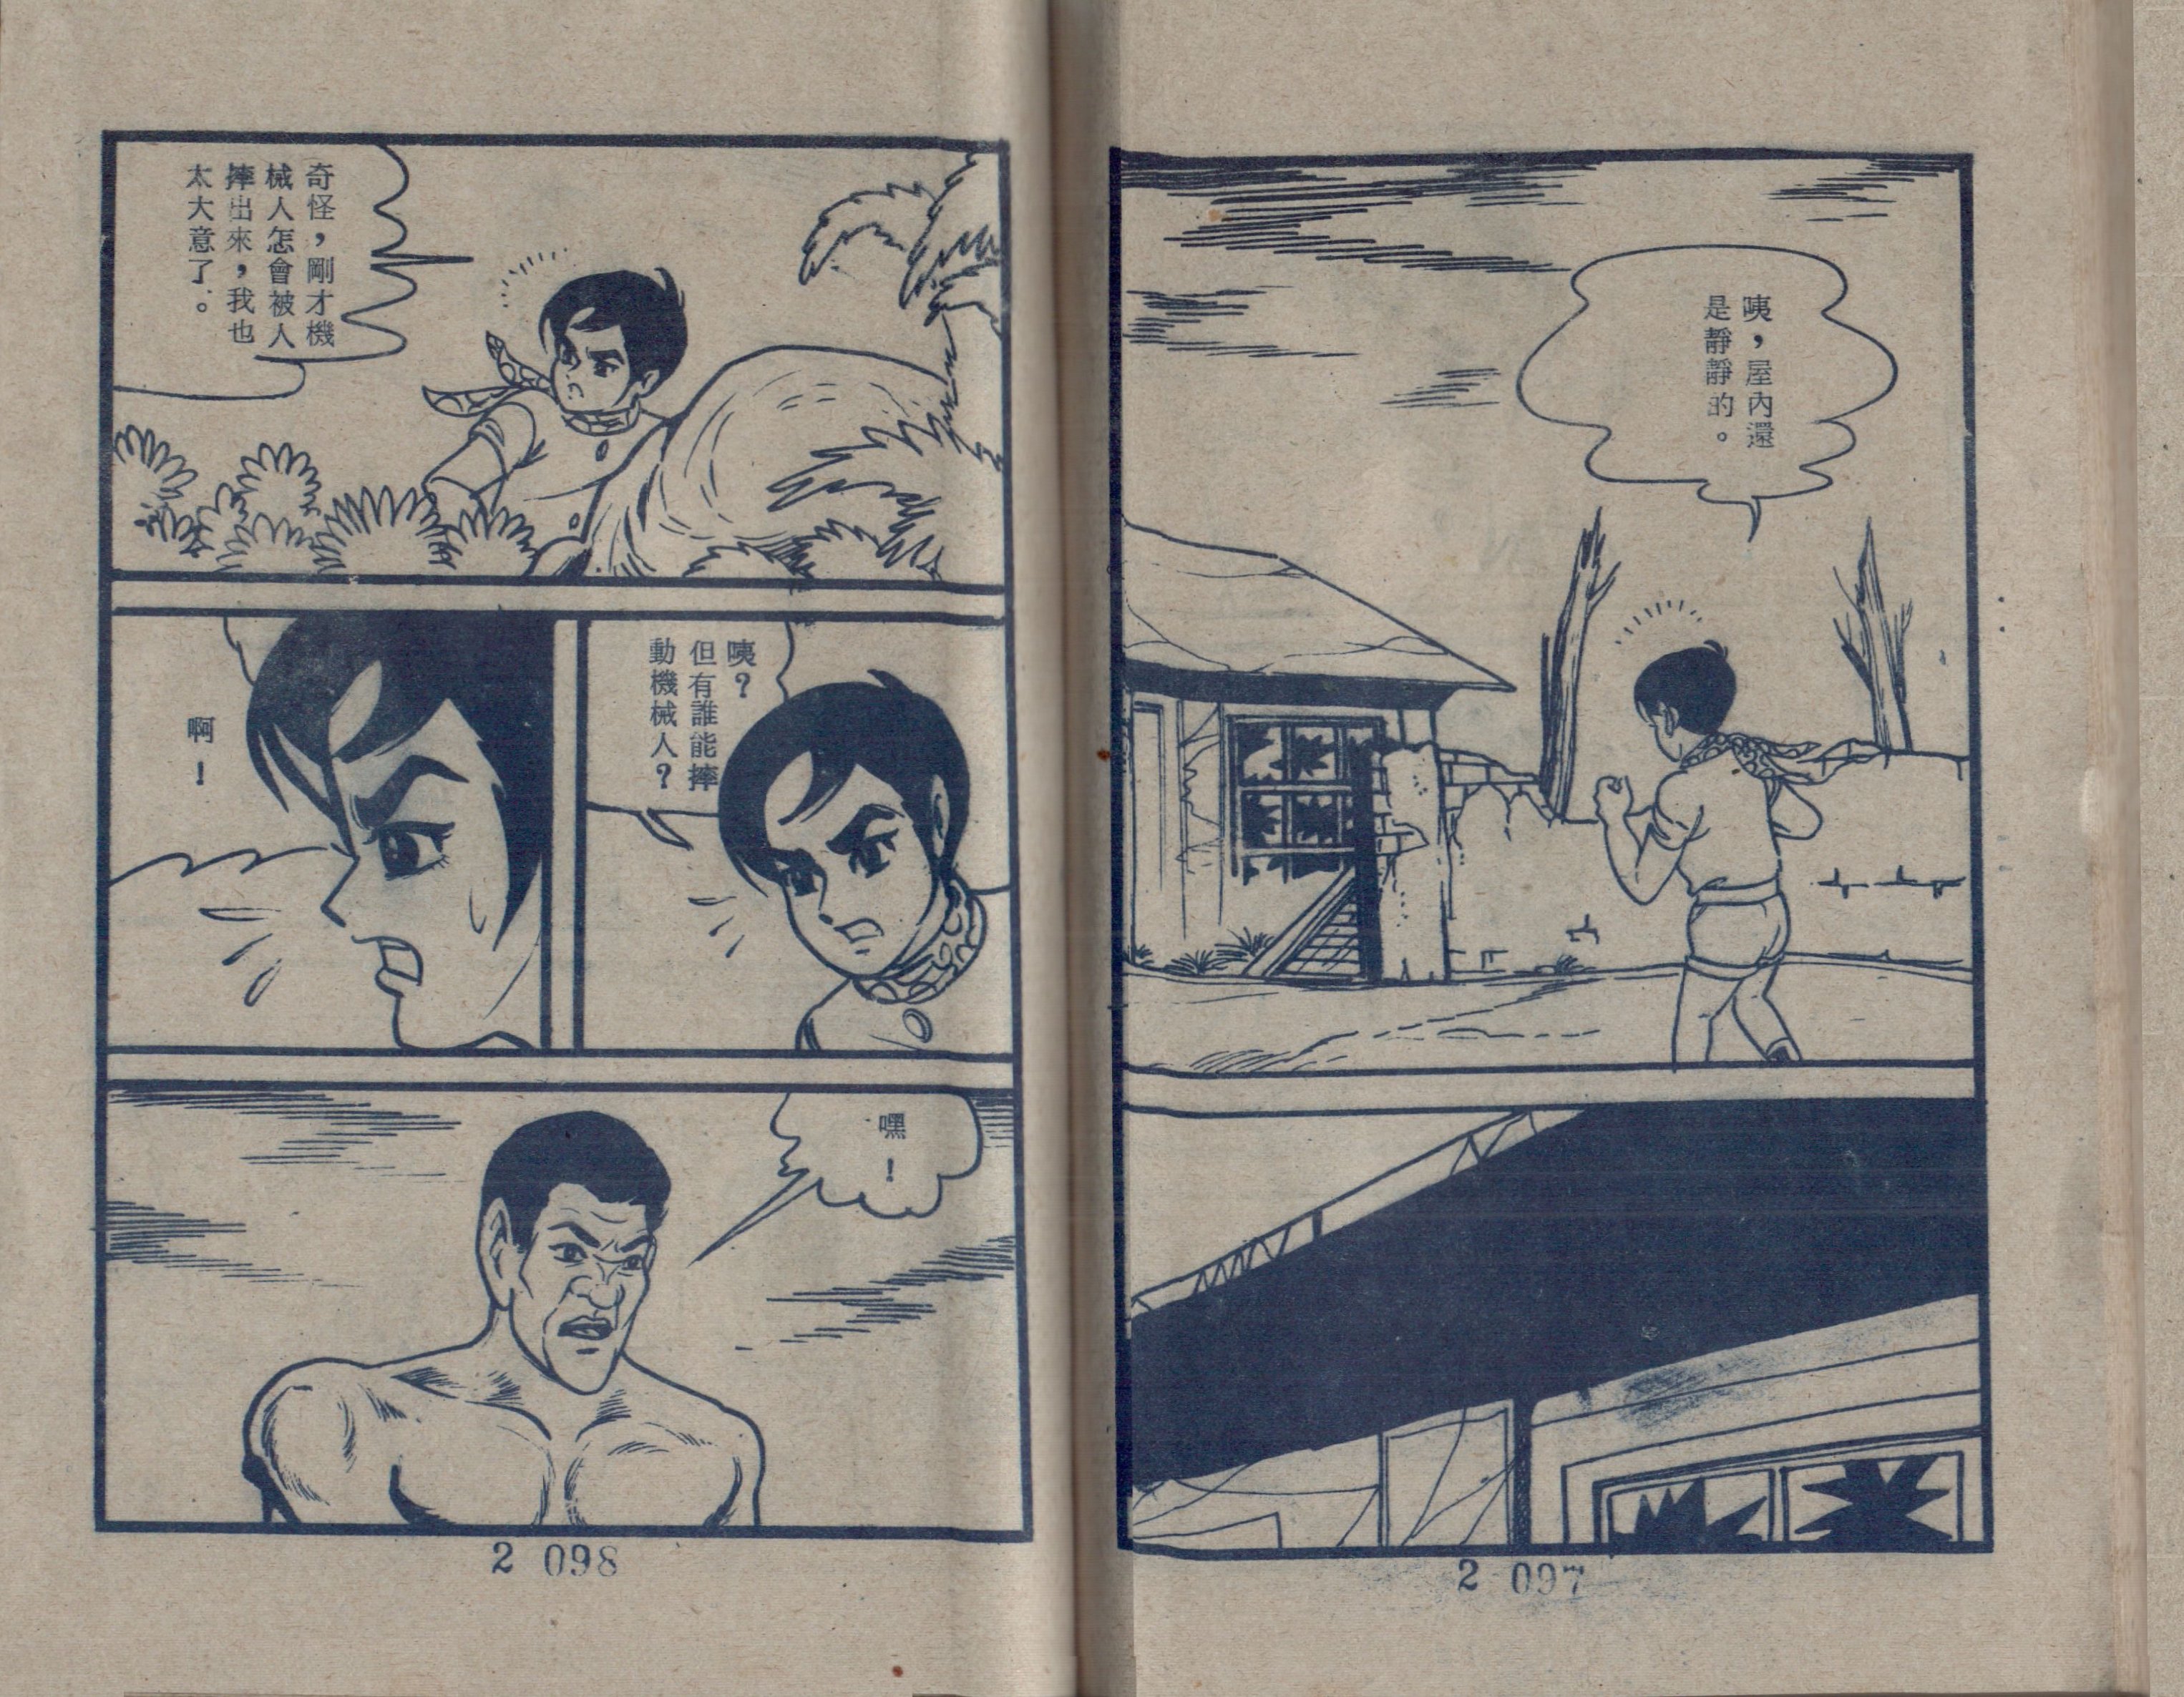 咦，屋內還
是靜靜的。
2 097
奇怪，剛才機
械人怎會被人
摔出來，我也
太大意了。
咦？
但有誰能摔
動機械人？
啊！
嘿！
2 098